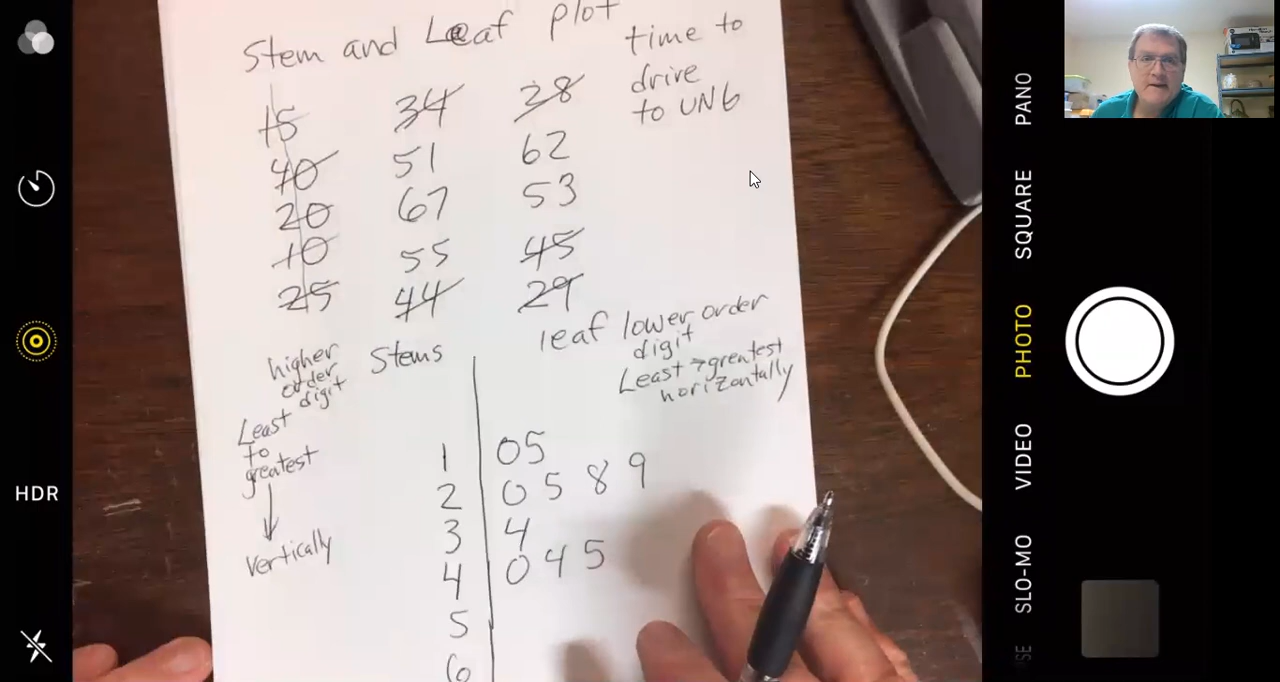 Stem and Leaf plot
time to
drive
to UNG
15 34 28
40 51 62
20 67 53
10 55 45
25 44 29
higher
order
digit
Stems
leaf lower order
digit
Least → greatest
horizontally
Least
to
greatest
vertically
1 05
2 0 5 8 9
3 4
4 0 4 5
5
6
HDR
PANO
SQUARE
PHOTO
VIDEO
SLO-MO